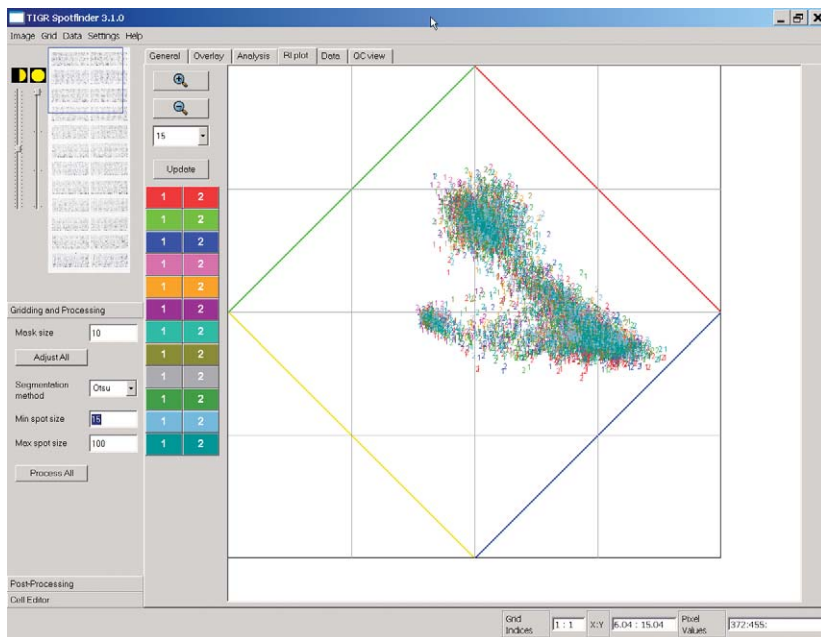 TIGR Spotfinder 3.1.0
Image Grid Data Settings Help
General Overlay Analysis RI plot Data QC view
15
Update
1 2
1 2
1 2
1 2
1 2
1 2
1 2
1 2
1 2
1 2
1 2
1 2
Gridding and Processing
Mask size 10
Adjust All
Segmentation
method Otsu
Min spot size 15
Max spot size 100
Process All
Post-Processing
Cell Editor
Grid
Indices 1 : 1 X:Y 6.04 : 15.04 Pixel
Values 372:455: